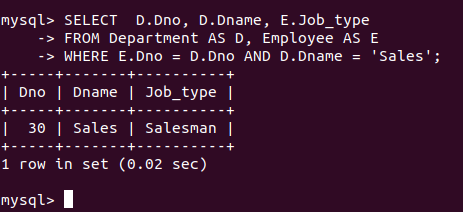 mysql> SELECT  D.Dno, D.Dname, E.Job_type
    -> FROM Department AS D, Employee AS E
    -> WHERE E.Dno = D.Dno AND D.Dname = 'Sales';
+-----+-------+----------+
| Dno | Dname | Job_type |
+-----+-------+----------+
|  30 | Sales | Salesman |
+-----+-------+----------+
1 row in set (0.02 sec)
mysql>